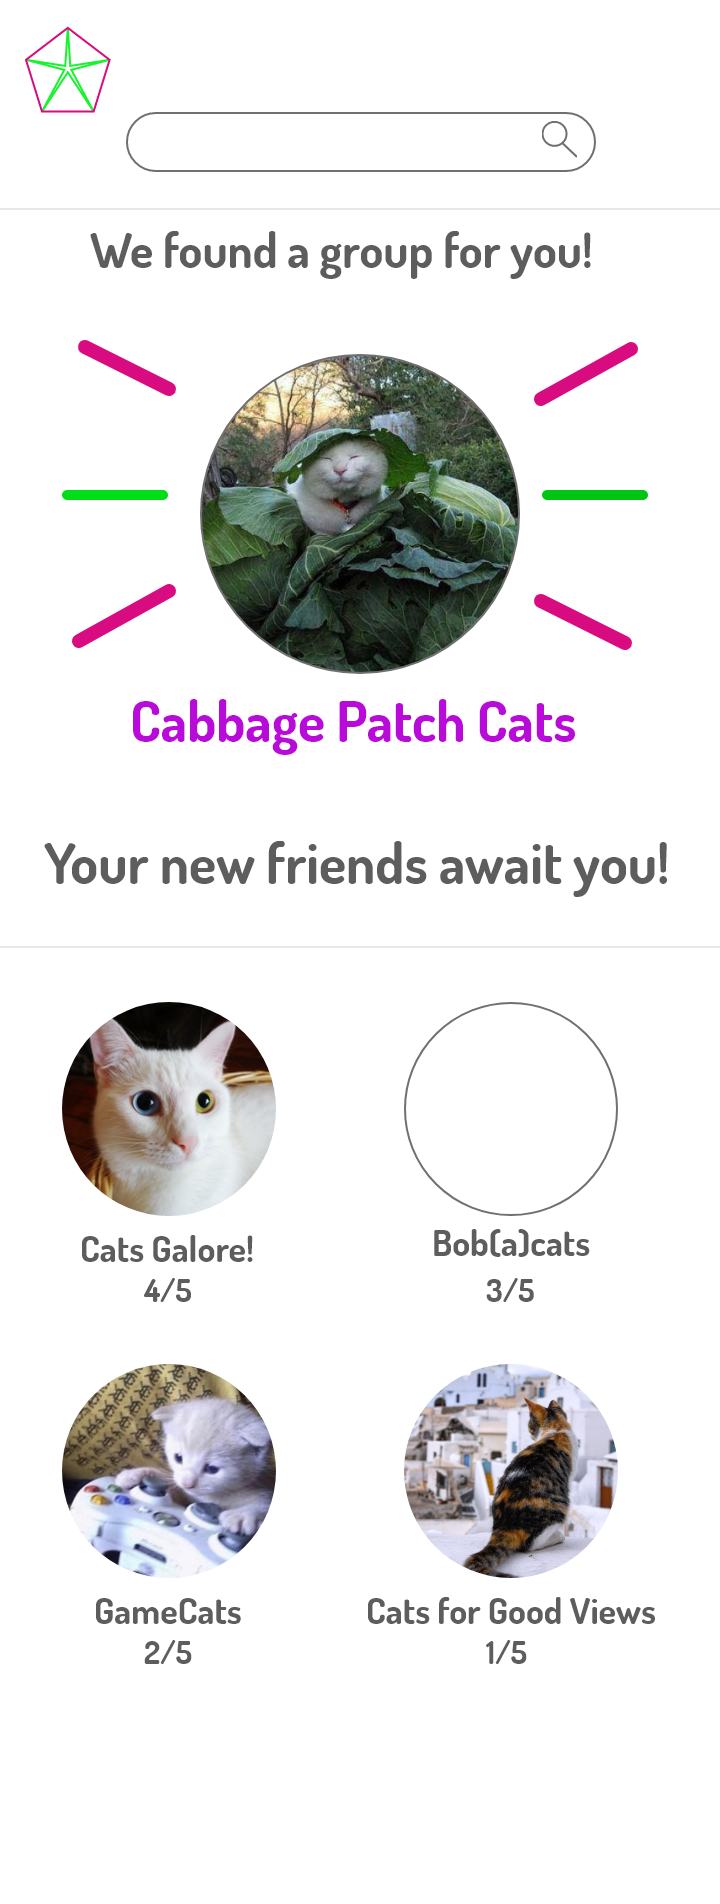 We found a group for you!
Cabbage Patch Cats
Your new friends await you!
Cats Galore!
4/5
Bob(a)cats
3/5
GameCats
2/5
Cats for Good Views
1/5